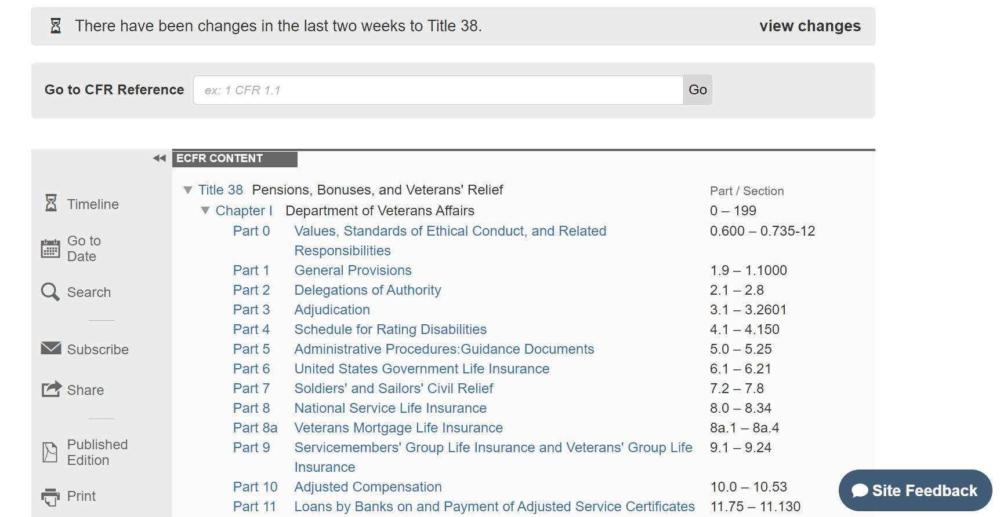 There have been changes in the last two weeks to Title 38. view changes
Go to CFR Reference ex: 1 CFR 1.1 Go
ECFR CONTENT
Timeline
Go to
Date
Search
Subscribe
Share
Published
Edition
Print
Title 38 Pensions, Bonuses, and Veterans' Relief Part / Section
Chapter I Department of Veterans Affairs 0 – 199
Part 0 Values, Standards of Ethical Conduct, and Related 0.600 – 0.735-12
Responsibilities
Part 1 General Provisions 1.9 – 1.1000
Part 2 Delegations of Authority 2.1 – 2.8
Part 3 Adjudication 3.1 – 3.2601
Part 4 Schedule for Rating Disabilities 4.1 – 4.150
Part 5 Administrative Procedures:Guidance Documents 5.0 – 5.25
Part 6 United States Government Life Insurance 6.1 – 6.21
Part 7 Soldiers' and Sailors' Civil Relief 7.2 – 7.8
Part 8 National Service Life Insurance 8.0 – 8.34
Part 8a Veterans Mortgage Life Insurance 8a.1 – 8a.4
Part 9 Servicemembers' Group Life Insurance and Veterans' Group Life 9.1 – 9.24
Insurance
Part 10 Adjusted Compensation 10.0 – 10.53
Part 11 Loans by Banks on and Payment of Adjusted Service Certificates 11.75 – 11.130
Site Feedback